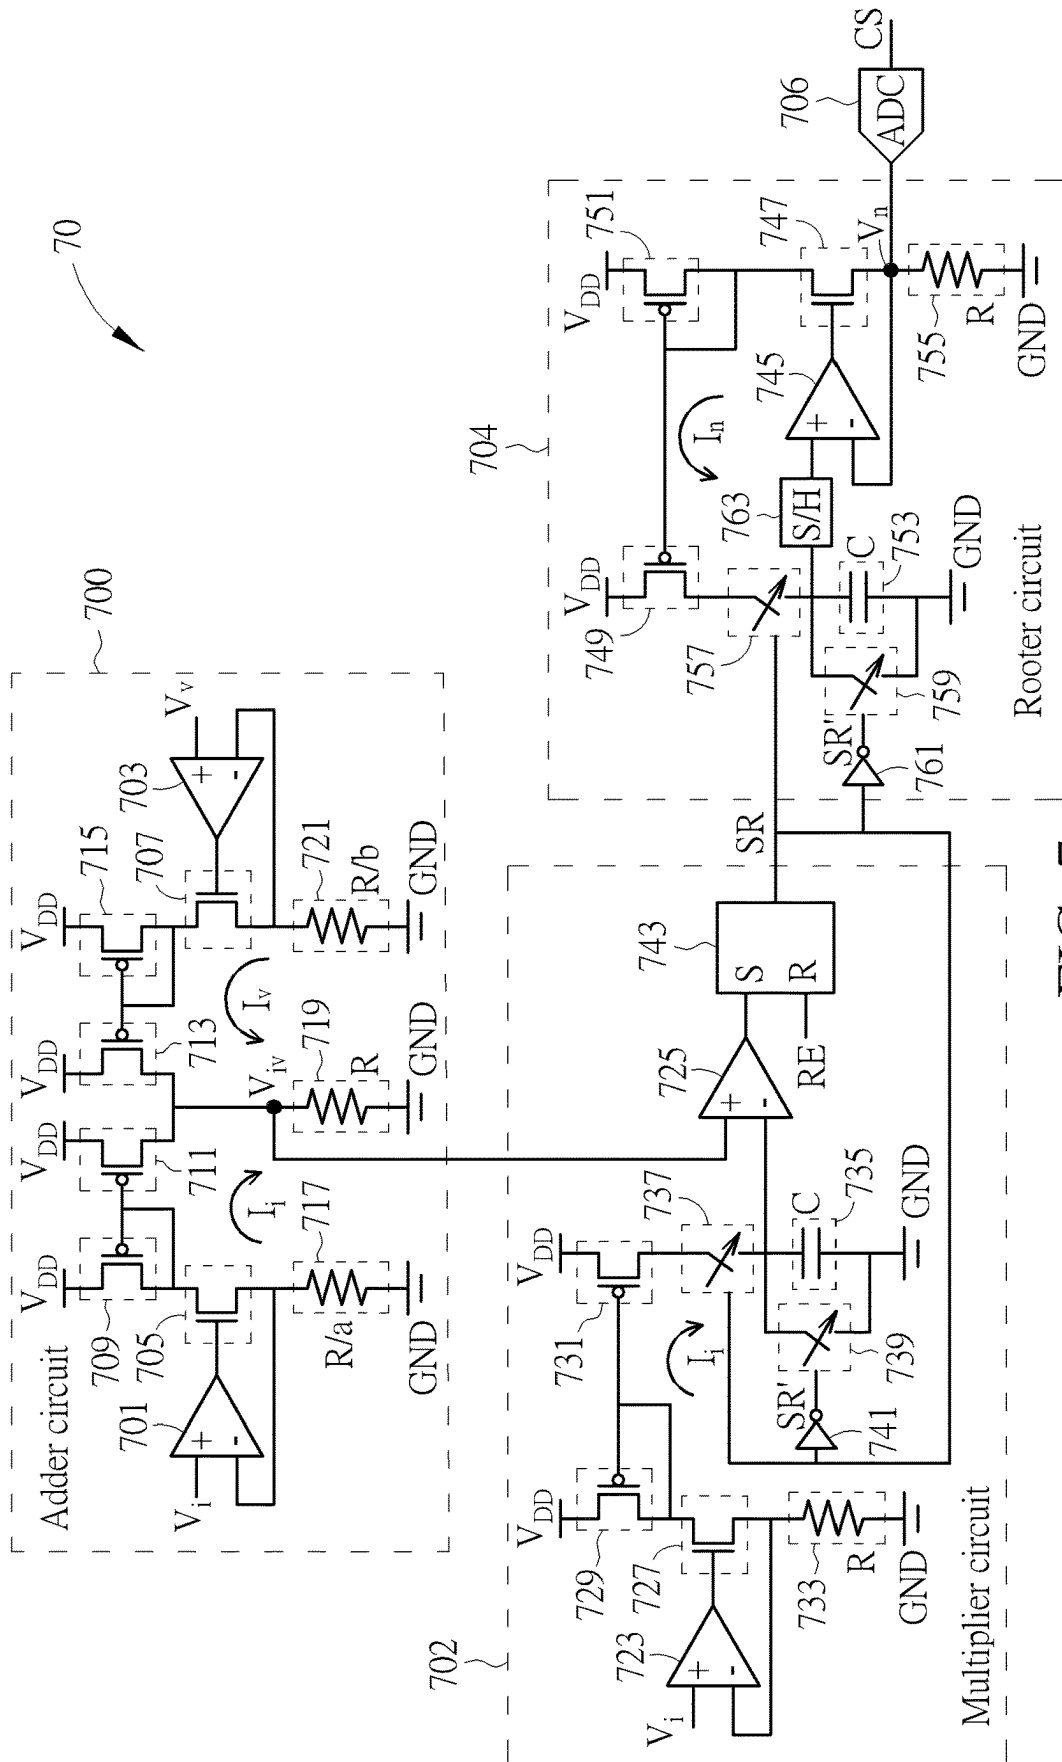 70
700
Adder circuit
V_DD
V_DD
V_DD
V_DD
709
711
713
715
705
707
701
703
+
-
+
-
V_i
V_v
I_i
I_v
V_iv
717
719
721
R/a
R
R/b
GND
GND
GND
702
Multiplier circuit
V_DD
V_DD
729
731
727
723
+
-
V_i
I_i
737
733
R
GND
SR'
741
739
C
735
GND
725
+
-
743
S
R
RE
SR
704
Rooter circuit
V_DD
V_DD
749
751
I_n
757
763
S/H
745
+
-
747
V_n
SR'
761
759
C
753
GND
755
R
GND
706
ADC
CS